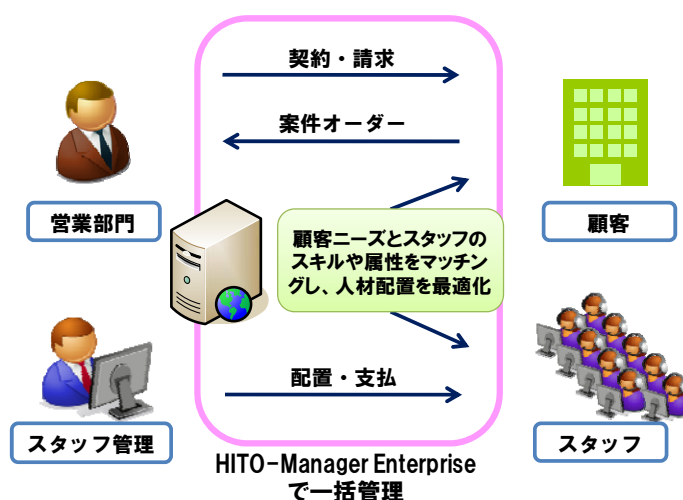 契約・請求
案件オーダー
営業部門
顧客
顧客ニーズとスタッフの
スキルや属性をマッチン
グし、人材配置を最適化
配置・支払
スタッフ管理
スタッフ
HITO-Manager Enterprise
で一括管理